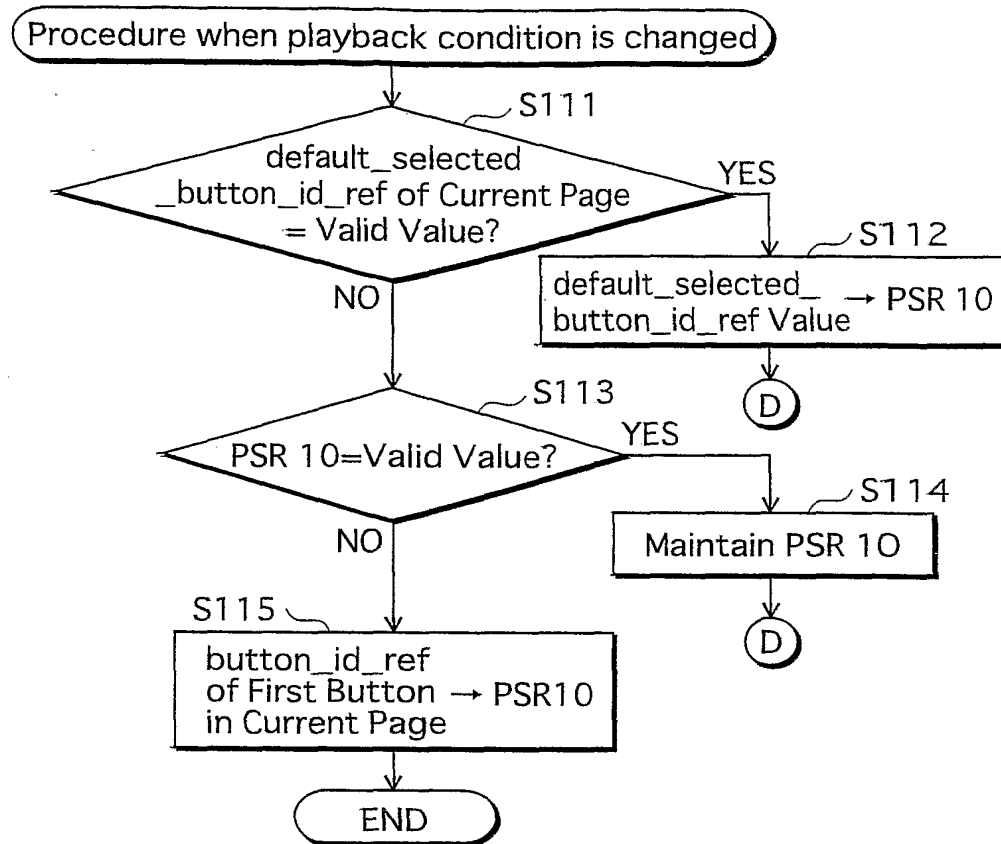 Procedure when playback condition is changed
S111
default_selected
_button_id_ref of Current Page
= Valid Value?
YES
NO
S112
default_selected_
button_id_ref Value → PSR 10
D
S113
PSR 10=Valid Value?
YES
NO
S114
Maintain PSR 10
D
S115
button_id_ref
of First Button → PSR10
in Current Page
END